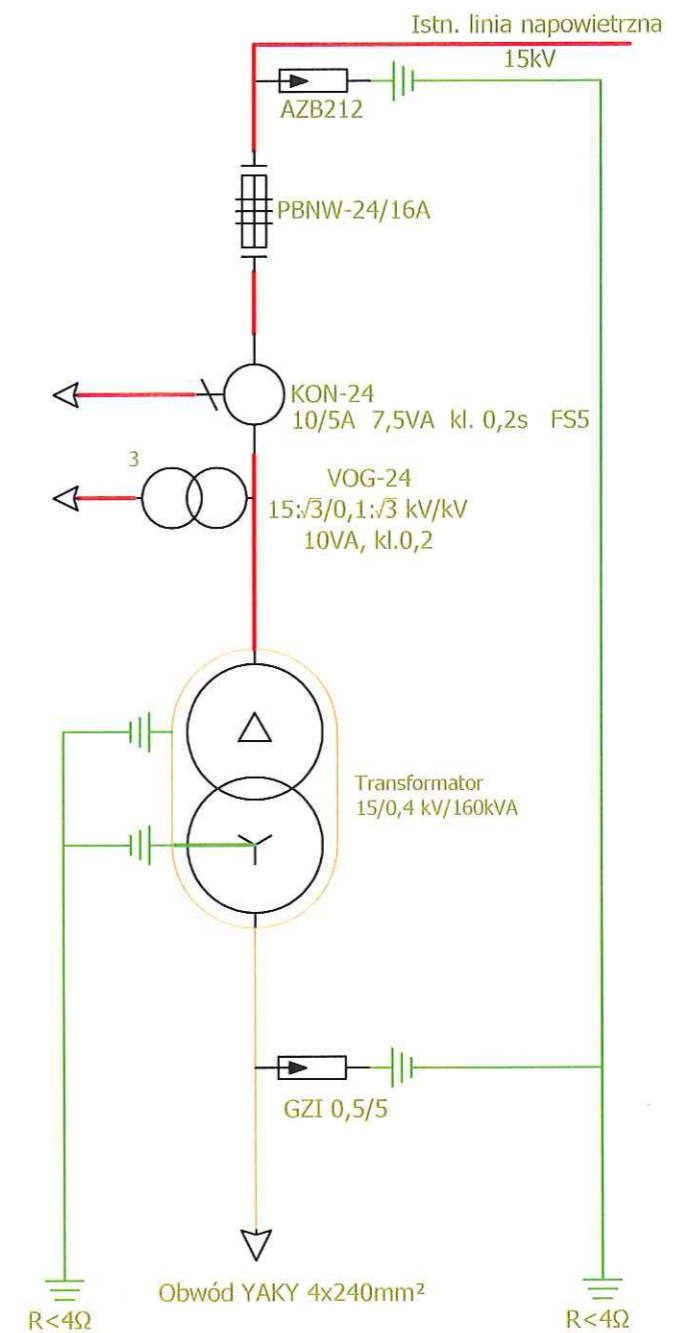 Istn. linia napowietrzna
15kV
AZB212
PBNW-24/16A
KON-24
10/5A 7,5VA kl. 0,2s FS5
3
VOG-24
15:√3/0,1:√3 kV/kV
10VA, kl.0,2
Transformator
15/0,4 kV/160kVA
GZI 0,5/5
Obwód YAKY 4x240mm²
R<4Ω
R<4Ω